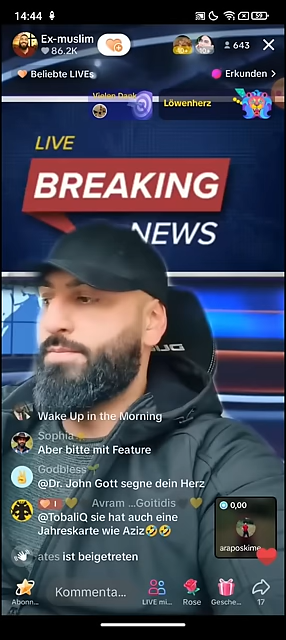 14:44
59
Ex-muslim
86.2K
643
Beliebte LIVEs
Erkunden
Vielen Dank
Löwenherz
LIVE
BREAKING
NEWS
Wake Up in the Morning
Sophia
Aber bitte mit Feature
Godbless
@Dr. John Gott segne dein Herz
Avram ...Goitidis
@TobaliQ sie hat auch eine
Jahreskarte wie Aziz🤣🤣
ates ist beigetreten
0,00
araposkime...
Abonn...
Kommenta...
LIVE mi...
Rose
Gesche...
17